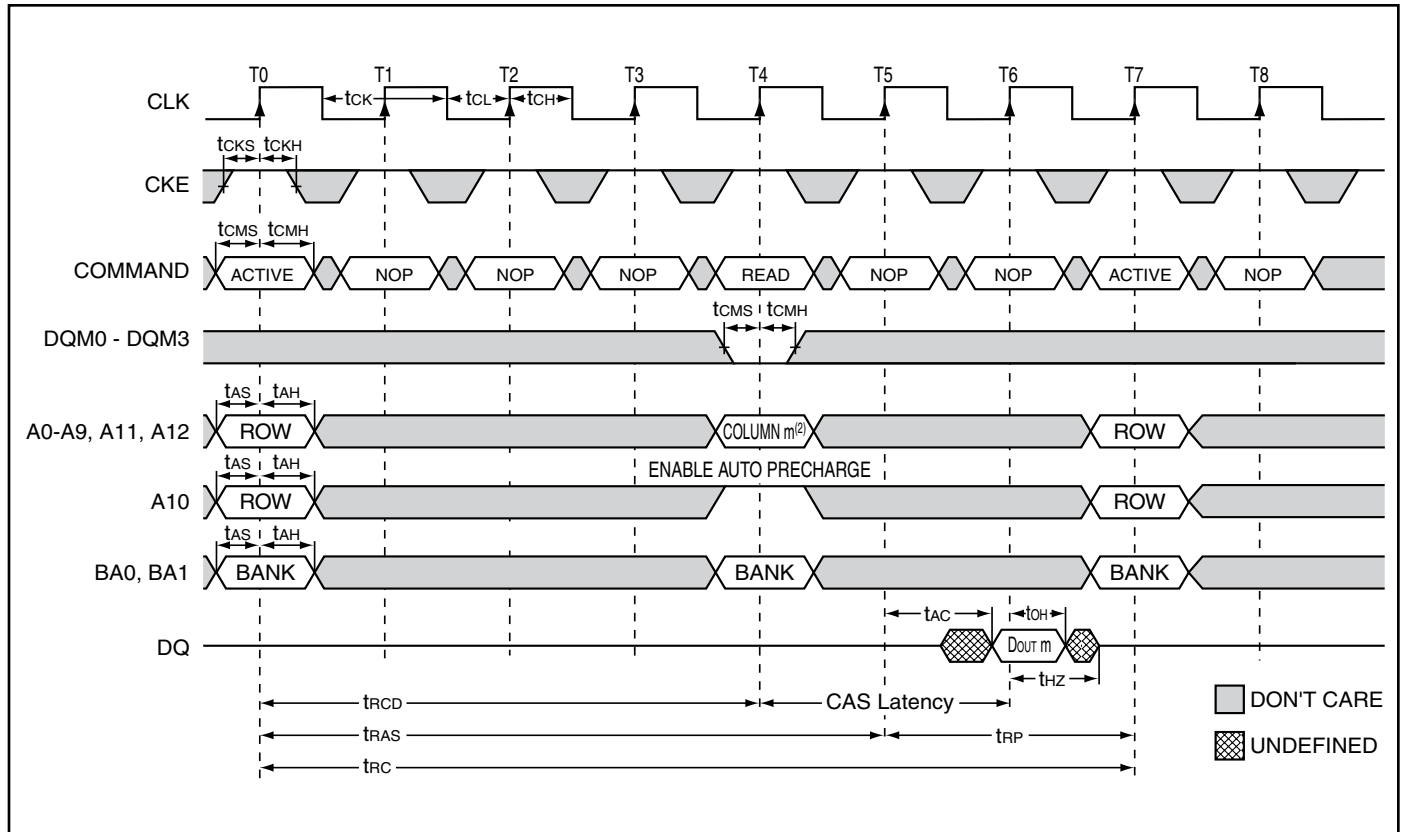 T0 T1 T2 T3 T4 T5 T6 T7 T8
CLK tCK tCL tCH
tCKS tCKH
CKE
tCMS tCMH
COMMAND ACTIVE NOP NOP NOP READ NOP NOP ACTIVE NOP
tCMS tCMH
DQM0 - DQM3
tAS tAH
A0-A9, A11, A12 ROW COLUMN m(2) ROW
tAS tAH ENABLE AUTO PRECHARGE
A10 ROW ROW
tAS tAH
BA0, BA1 BANK BANK BANK
tAC tOH
DQ DOUT m
tHZ
tRCD CAS Latency DON'T CARE
tRAS tRP
UNDEFINED
tRC